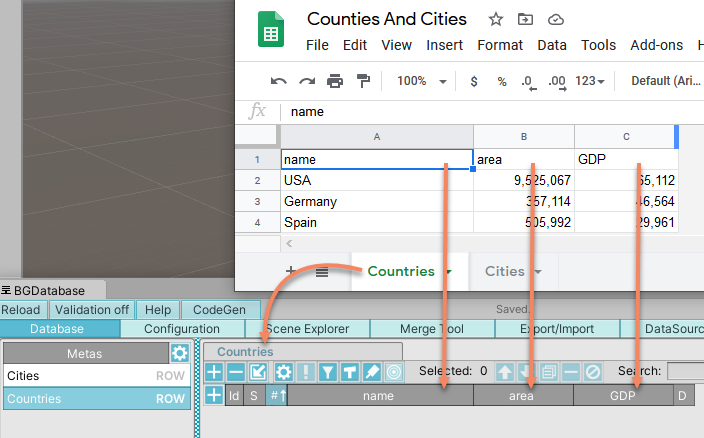 Counties And Cities
File Edit View Insert Format Data Tools Add-ons H
100% $ % .0 .00 123 Default (Ari...
fx name
A B C
1 name area GDP
2 USA 9,525,067 65,112
3 Germany 357,114 46,564
4 Spain 505,992 29,961
+ Countries Cities
BGDatabase
Reload Validation off Help CodeGen Saved.
Database Configuration Scene Explorer Merge Tool Export/Import DataSourc
Metas
Cities ROW
Countries ROW
Countries
Selected: 0 Search:
Id S # name area GDP D